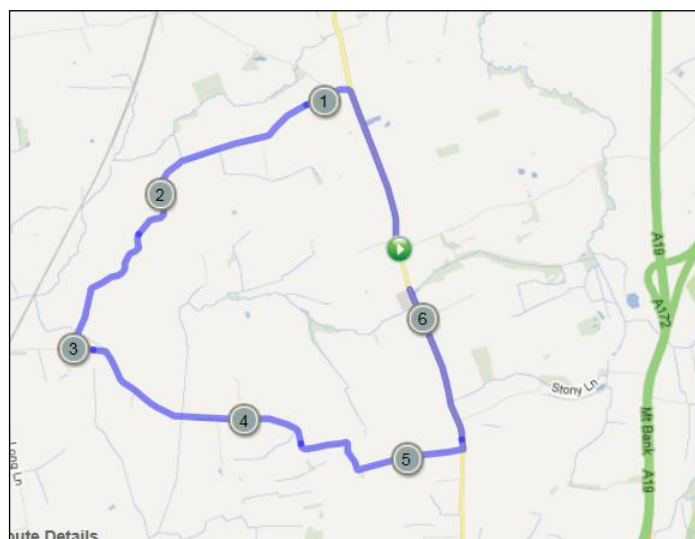 1
2
A19
A172
6
3
Stony Ln
4
Mt Bank
5
Long Ln
A19
oute Details